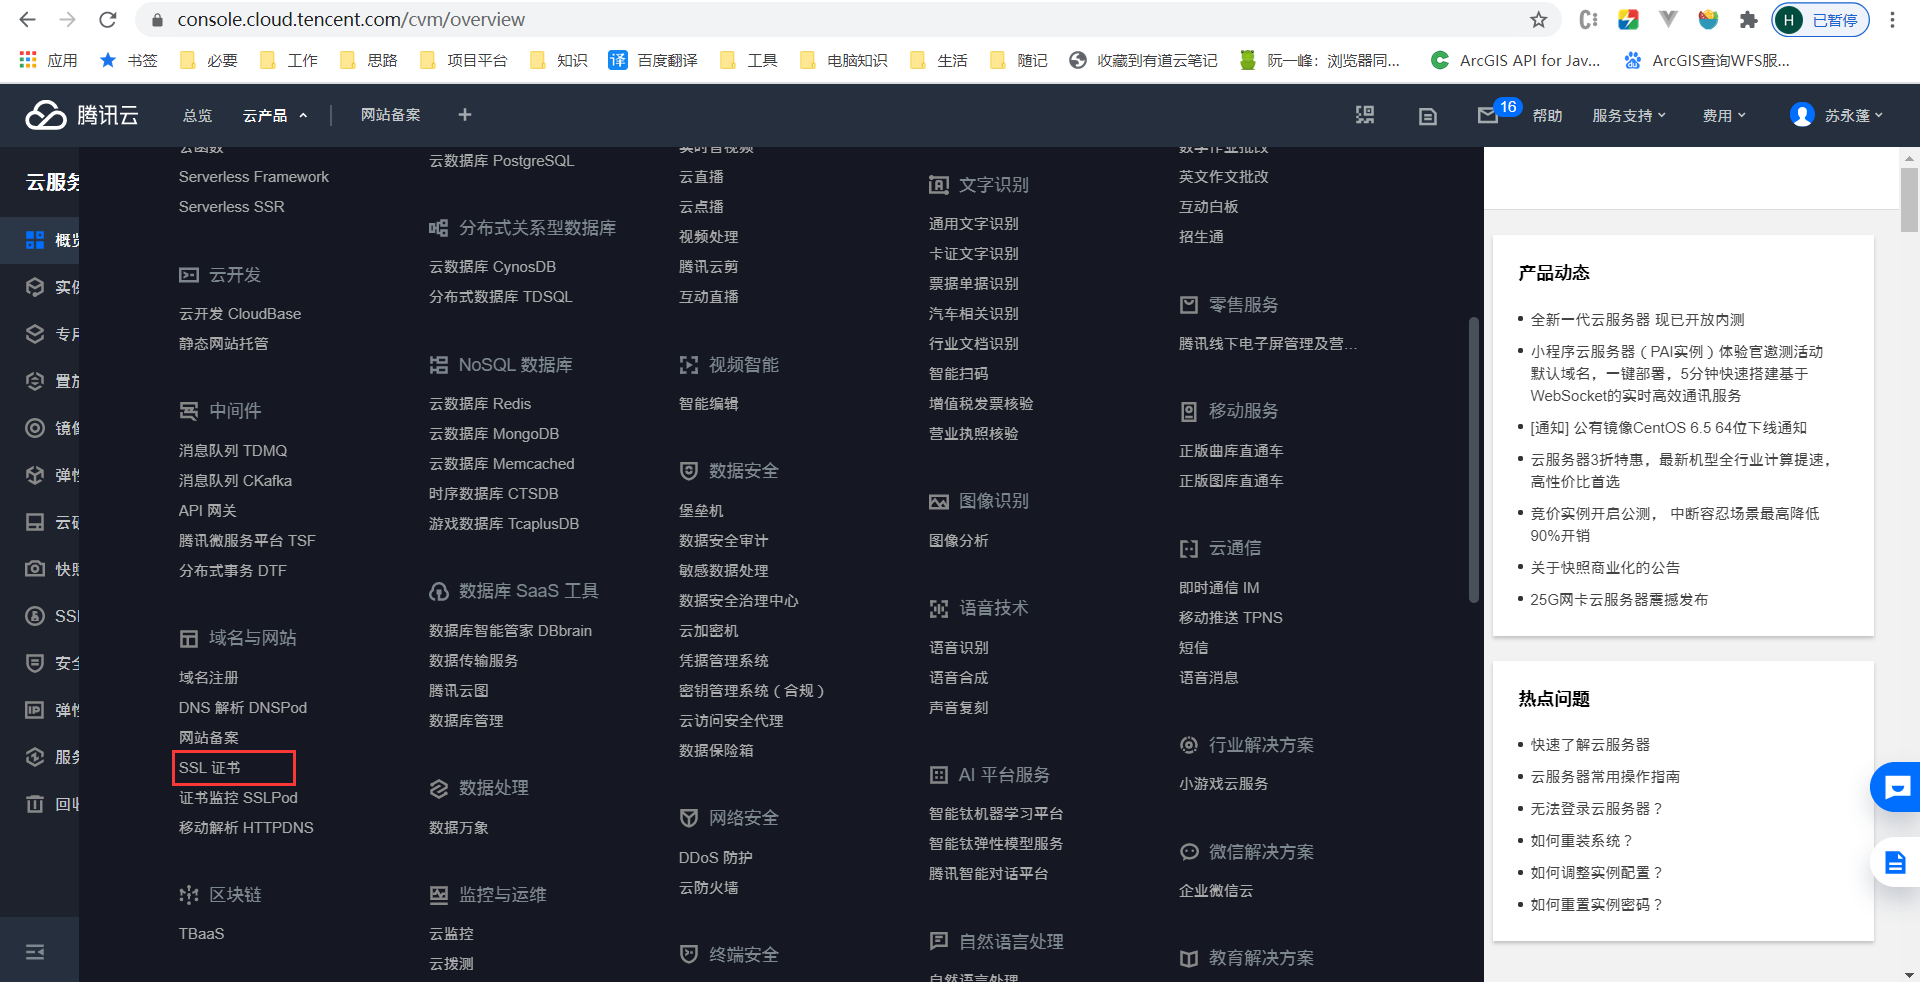 console.cloud.tencent.com/cvm/overview
H
已暂停
应用
书签
必要
工作
思路
项目平台
知识
译
百度翻译
工具
电脑知识
生活
随记
收藏到有道云笔记
阮一峰：浏览器同...
C
ArcGIS API for Jav...
ArcGIS查询WFS服...
腾讯云
总览
云产品
网站备案
+
16
帮助
服务支持
费用
苏永蓬
云服务
概览
实例
专用
置放
镜像
弹性
云硬
快照
SSH
安全
IP
弹性
服务
回收
云函数
Serverless Framework
Serverless SSR
云开发
云开发 CloudBase
静态网站托管
中间件
消息队列 TDMQ
消息队列 CKafka
API 网关
腾讯微服务平台 TSF
分布式事务 DTF
域名与网站
域名注册
DNS 解析 DNSPod
网站备案
SSL 证书
证书监控 SSLPod
移动解析 HTTPDNS
区块链
TBaaS
云数据库 PostgreSQL
分布式关系型数据库
云数据库 CynosDB
分布式数据库 TDSQL
NoSQL 数据库
云数据库 Redis
云数据库 MongoDB
云数据库 Memcached
时序数据库 CTSDB
游戏数据库 TcaplusDB
数据库 SaaS 工具
数据库智能管家 DBbrain
数据传输服务
腾讯云图
数据库管理
数据处理
数据万象
监控与运维
云监控
云拨测
实时音视频
云直播
云点播
视频处理
腾讯云剪
互动直播
视频智能
智能编辑
数据安全
堡垒机
数据安全审计
敏感数据处理
数据安全治理中心
云加密机
凭据管理系统
密钥管理系统（合规）
云访问安全代理
数据保险箱
网络安全
DDoS 防护
云防火墙
终端安全
文字识别
通用文字识别
卡证文字识别
票据单据识别
汽车相关识别
行业文档识别
智能扫码
增值税发票核验
营业执照核验
图像识别
图像分析
语音技术
语音识别
语音合成
声音复刻
AI 平台服务
智能钛机器学习平台
智能钛弹性模型服务
腾讯智能对话平台
自然语言处理
自然语言处理
数学作业批改
英文作文批改
互动白板
招生通
零售服务
腾讯线下电子屏管理及营...
移动服务
正版曲库直通车
正版图库直通车
云通信
即时通信 IM
移动推送 TPNS
短信
语音消息
行业解决方案
小游戏云服务
微信解决方案
企业微信云
教育解决方案
产品动态
全新一代云服务器 现已开放内测
小程序云服务器（PAI实例）体验官邀测活动
默认域名，一键部署，5分钟快速搭建基于
WebSocket的实时高效通讯服务
[通知] 公有镜像CentOS 6.5 64位下线通知
云服务器3折特惠，最新机型全行业计算提速，
高性价比首选
竞价实例开启公测， 中断容忍场景最高降低
90%开销
关于快照商业化的公告
25G网卡云服务器震撼发布
热点问题
快速了解云服务器
云服务器常用操作指南
无法登录云服务器？
如何重装系统？
如何调整实例配置？
如何重置实例密码？